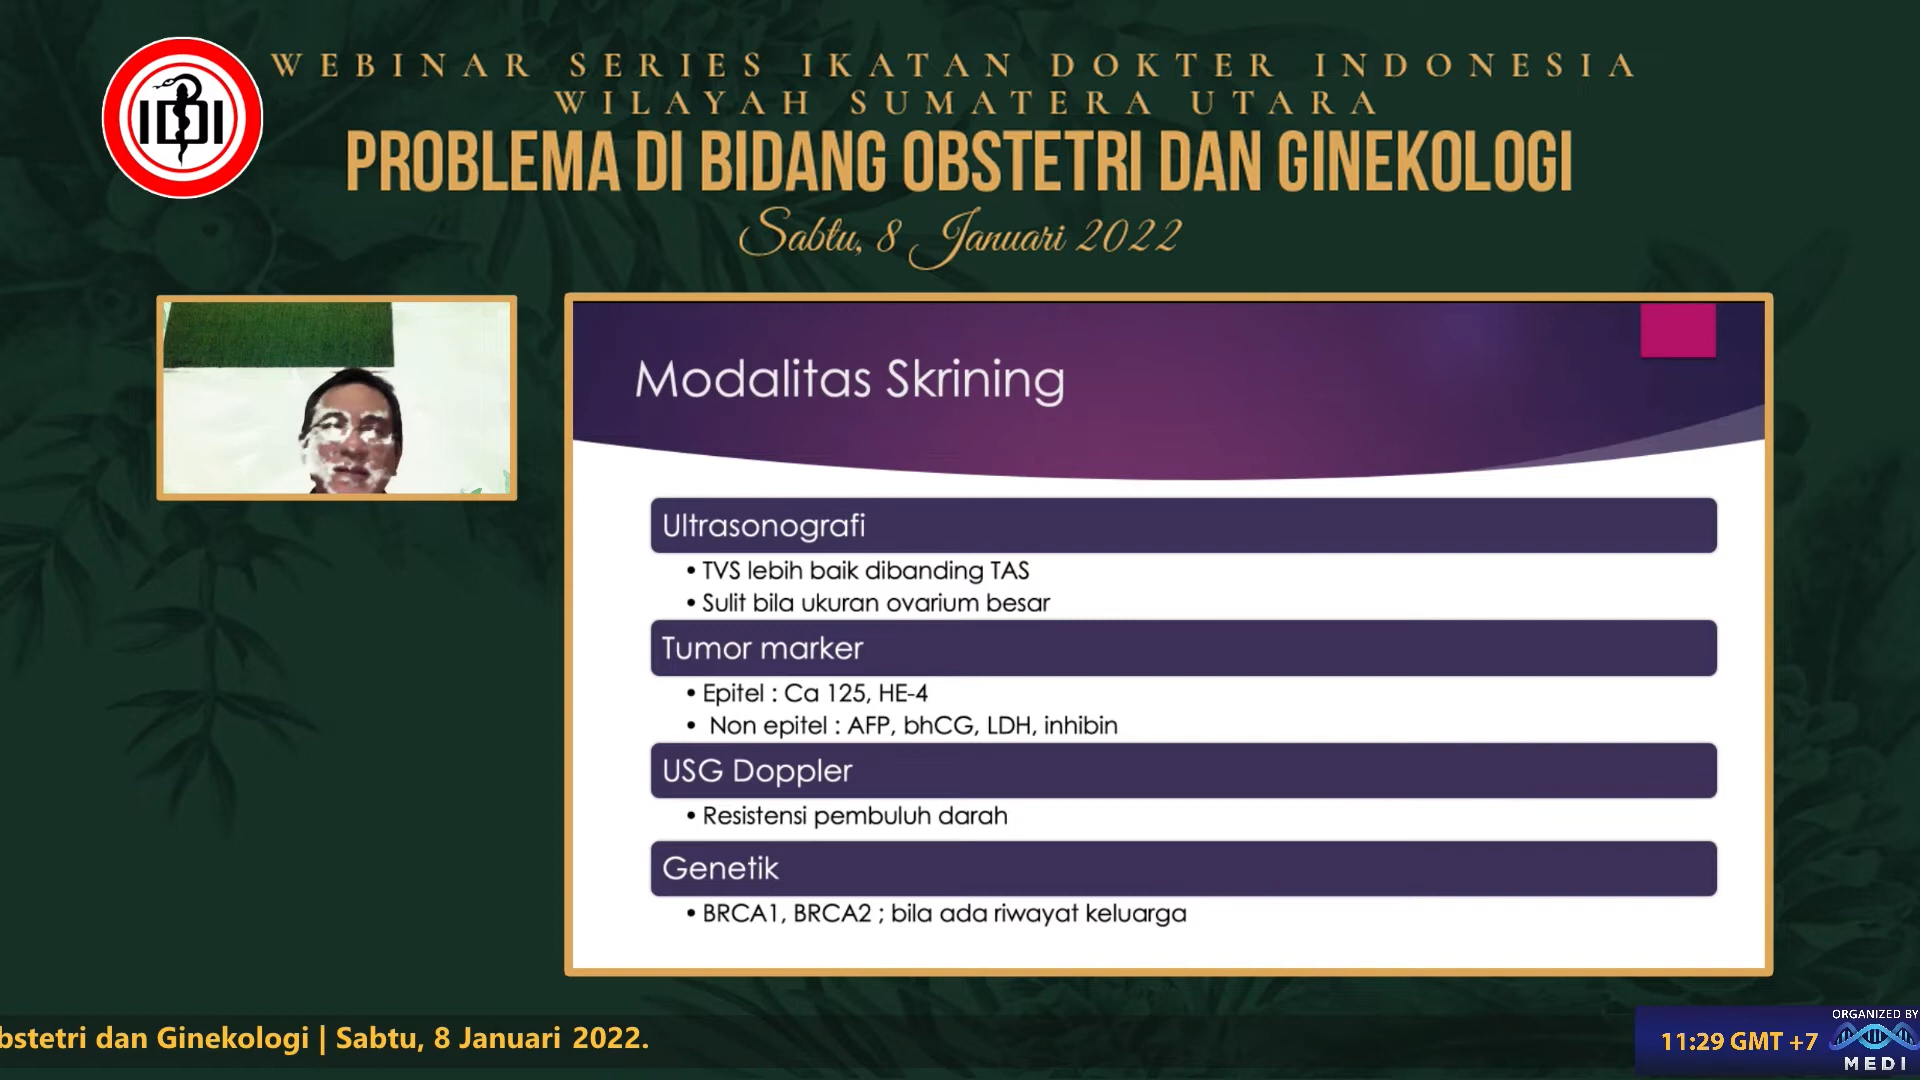 WEBINAR SERIES IKATAN DOKTER INDONESIA
WILAYAH SUMATERA UTARA
PROBLEMA DI BIDANG OBSTETRI DAN GINEKOLOGI
Sabtu, 8 Januari 2022
IDI
Modalitas Skrining
Ultrasonografi
• TVS lebih baik dibanding TAS
• Sulit bila ukuran ovarium besar
Tumor marker
• Epitel : Ca 125, HE-4
• Non epitel : AFP, bhCG, LDH, inhibin
USG Doppler
• Resistensi pembuluh darah
Genetik
• BRCA1, BRCA2 ; bila ada riwayat keluarga
bstetri dan Ginekologi | Sabtu, 8 Januari 2022.
11:29 GMT +7
ORGANIZED BY
MEDI